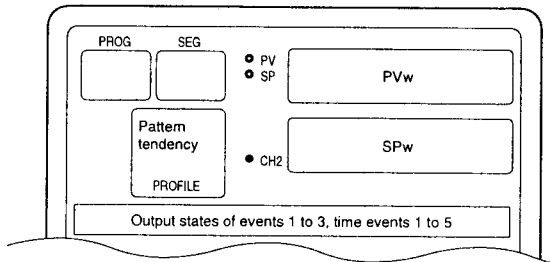 PROG SEG
PV
SP
PVw
Pattern
tendency
PROFILE
CH2
SPw
Output states of events 1 to 3, time events 1 to 5